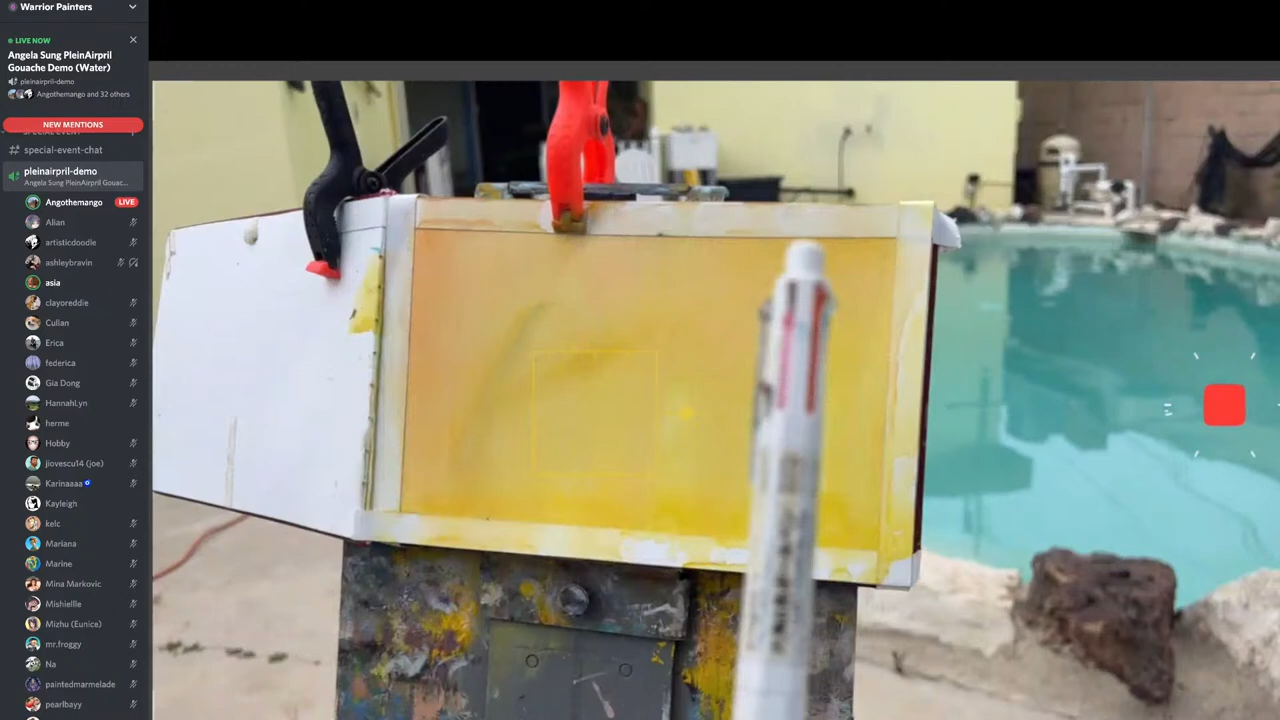 Warrior Painters
LIVE NOW
Angela Sung PleinAirpril
Gouache Demo (Water)
pleinairpril-demo
Angothemango and 32 others
NEW MENTIONS
special-event-chat
pleinairpril-demo
Angela Sung PleinAirpril Gouac...
Angothemango LIVE
Alian
artisticdoodle
ashleybravin
asia
clayoreddie
Cullan
Erica
federica
Gia Dong
HannahLyn
herme
Hobby
jiovescu14 (joe)
Karinaaaa
Kayleigh
kelc
Mariana
Marine
Mina Markovic
Mishiellle
Mizhu (Eunice)
mr.froggy
Na
paintedmarmelade
pearlbayy